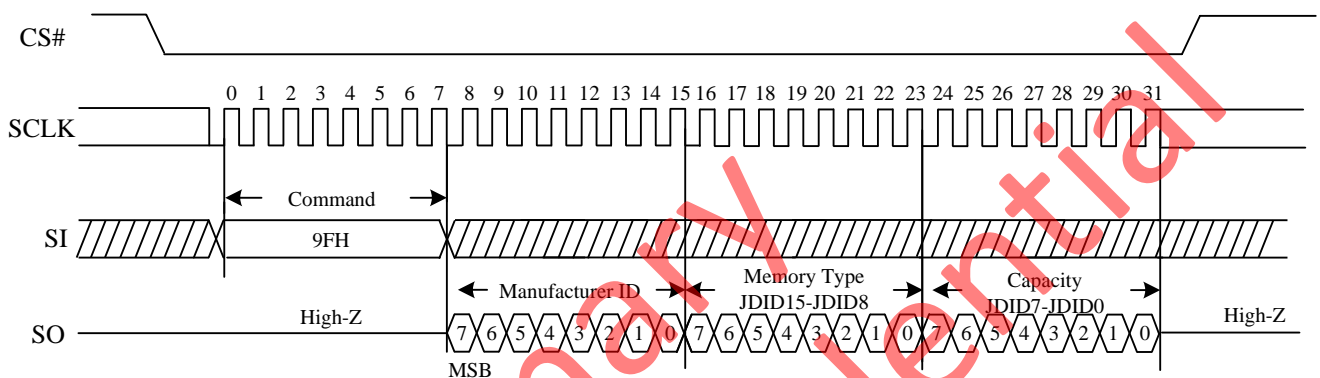 CS#
0 1 2 3 4 5 6 7 8 9 10 11 12 13 14 15 16 17 18 19 20 21 22 23 24 25 26 27 28 29 30 31
SCLK
Command
SI 9FH
Manufacturer ID
Memory Type
JDID15-JDID8
Capacity
JDID7-JDID0
SO High-Z 7 6 5 4 3 2 1 0 7 6 5 4 3 2 1 0 7 6 5 4 3 2 1 0 High-Z
MSB
nary
lential